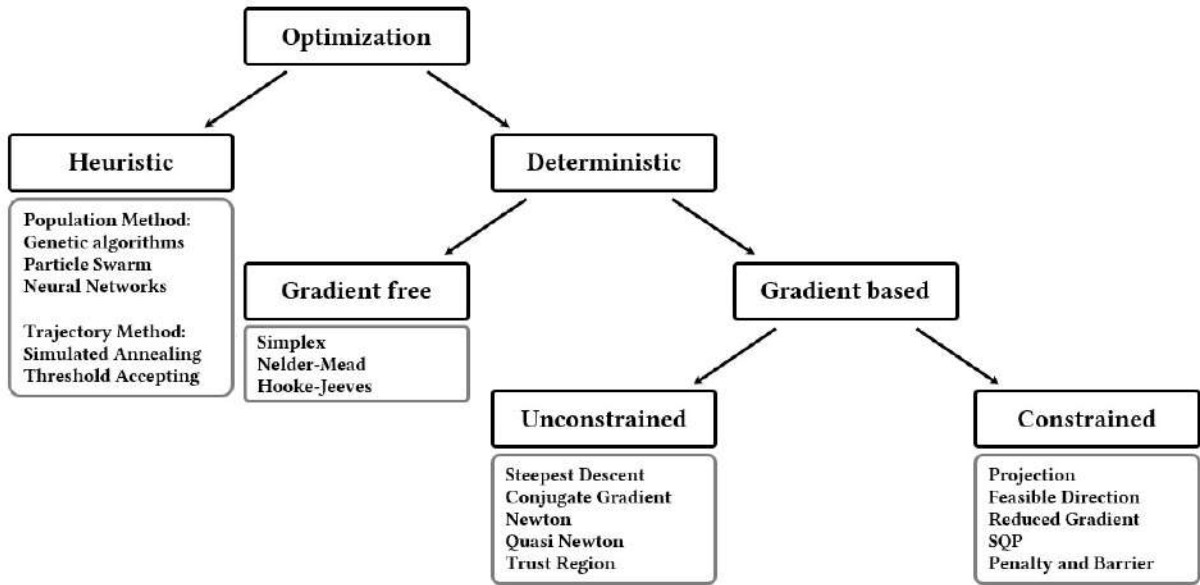 Optimization
Heuristic
Deterministic
Population Method:
Genetic algorithms
Particle Swarm
Neural Networks
Trajectory Method:
Simulated Annealing
Threshold Accepting
Gradient free
Gradient based
Simplex
Nelder-Mead
Hooke-Jeeves
Unconstrained
Constrained
Steepest Descent
Conjugate Gradient
Newton
Quasi Newton
Trust Region
Projection
Feasible Direction
Reduced Gradient
SQP
Penalty and Barrier